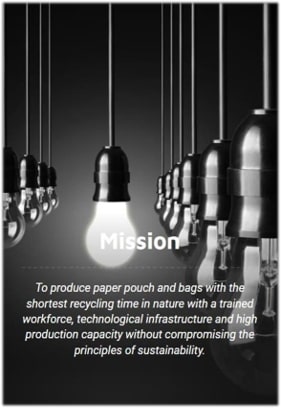 Mission
To produce paper pouch and bags with the
shortest recycling time in nature with a trained
workforce, technological infrastructure and high
production capacity without compromising the
principles of sustainability.